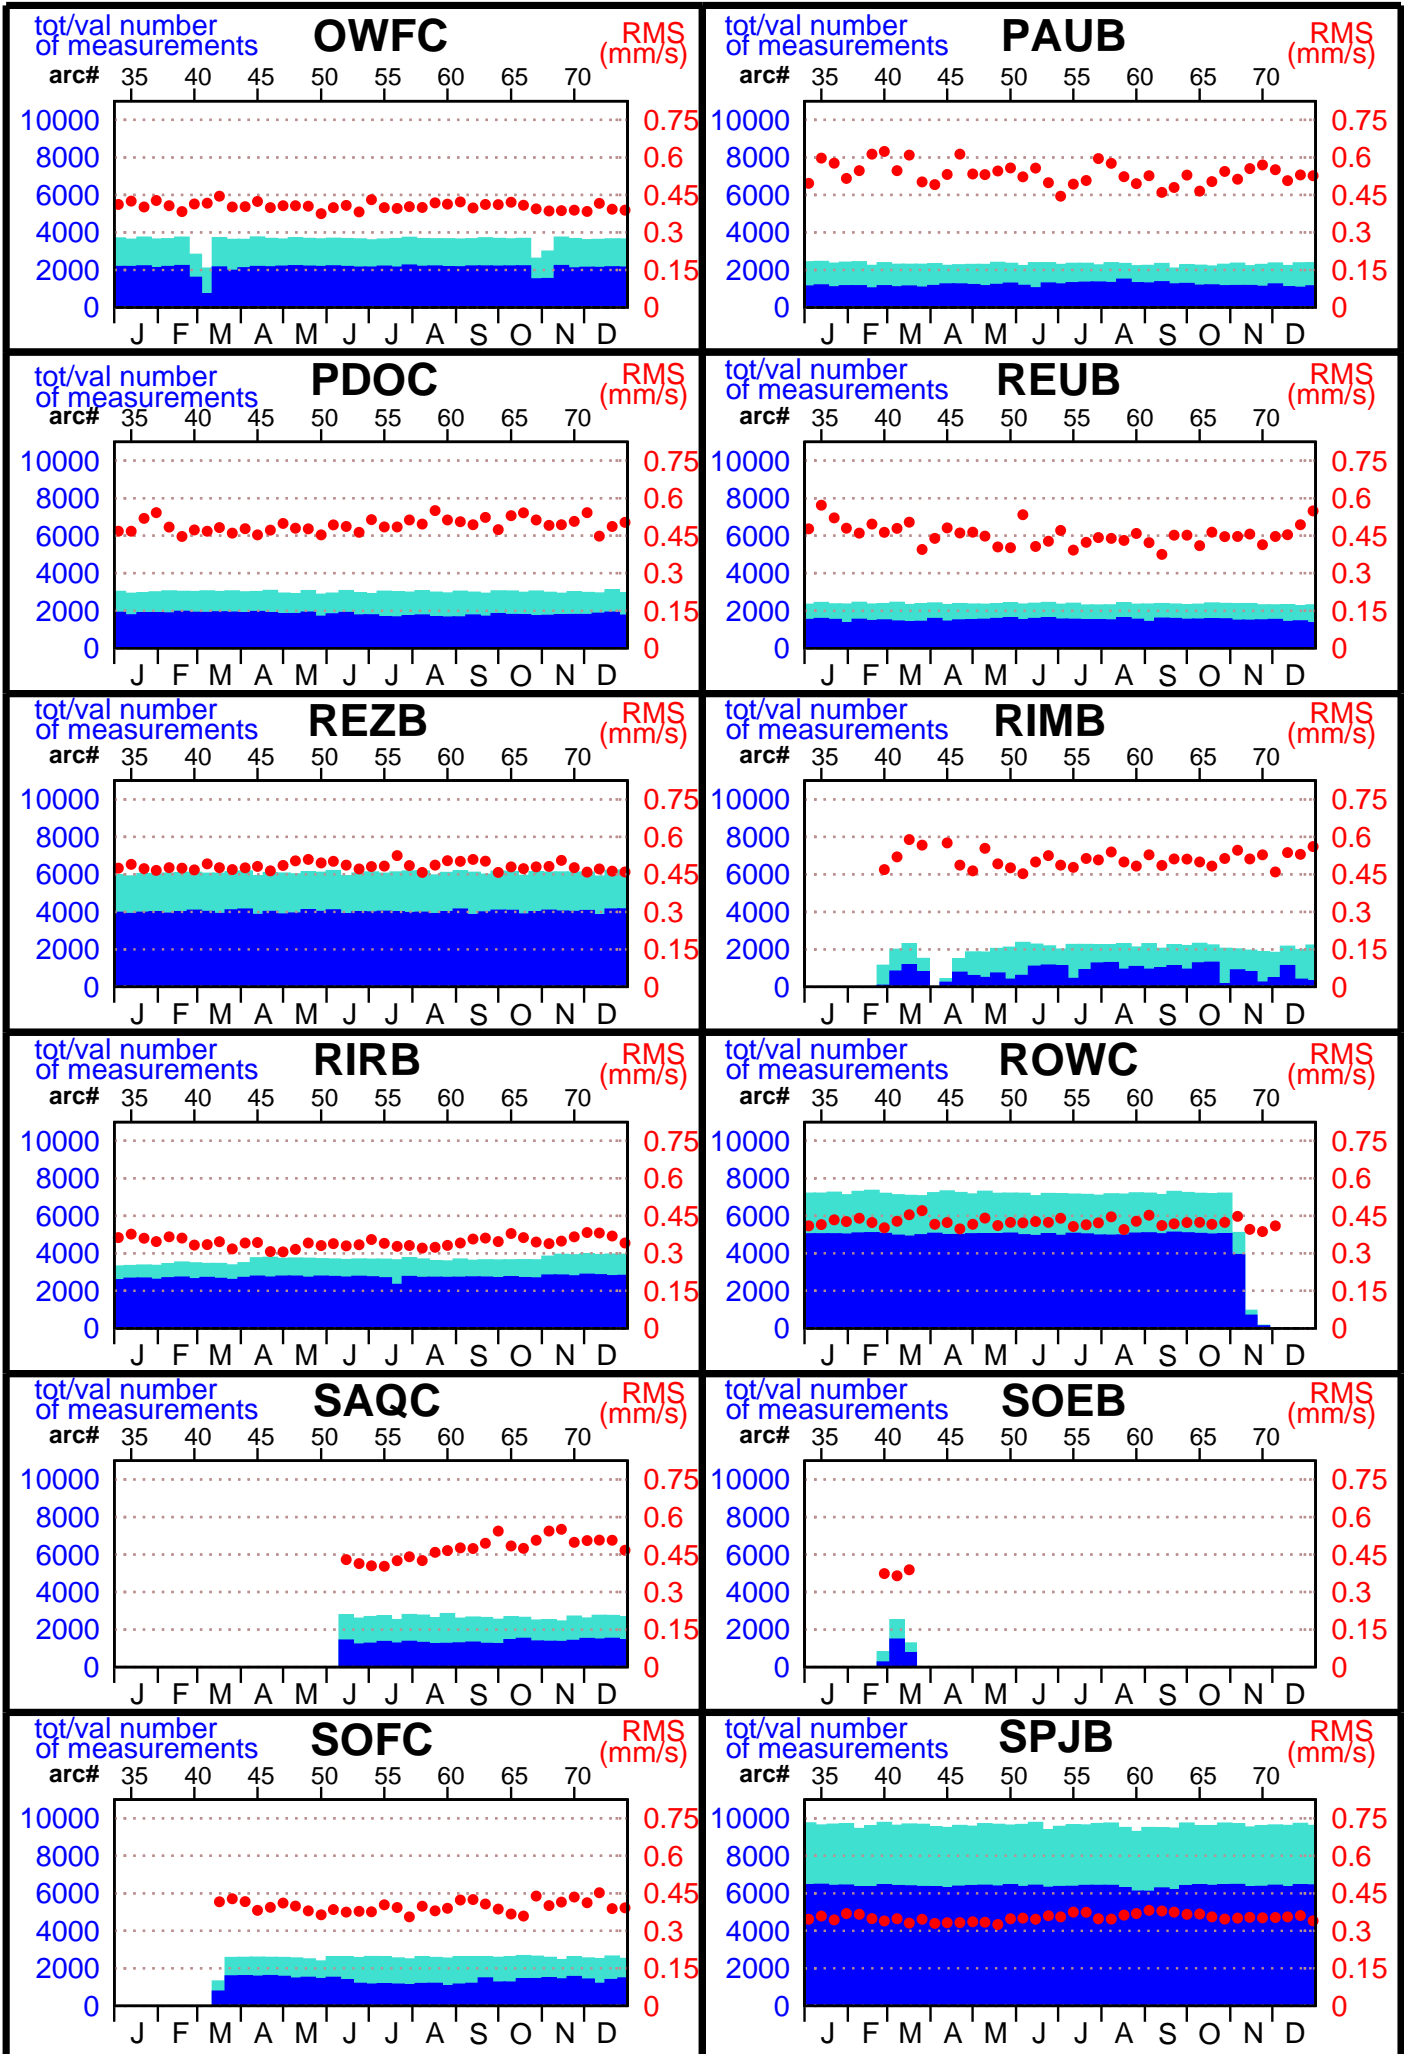 tot/val number
of measurements OWFC RMS
(mm/s)
arc# 35 40 45 50 55 60 65 70
10000 0.75
8000 0.6
6000 0.45
4000 0.3
2000 0.15
0 0
J F M A M J J A S O N D
tot/val number
of measurements PAUB RMS
(mm/s)
arc# 35 40 45 50 55 60 65 70
10000 0.75
8000 0.6
6000 0.45
4000 0.3
2000 0.15
0 0
J F M A M J J A S O N D
tot/val number
of measurements PDOC RMS
(mm/s)
arc# 35 40 45 50 55 60 65 70
10000 0.75
8000 0.6
6000 0.45
4000 0.3
2000 0.15
0 0
J F M A M J J A S O N D
tot/val number
of measurements REUB RMS
(mm/s)
arc# 35 40 45 50 55 60 65 70
10000 0.75
8000 0.6
6000 0.45
4000 0.3
2000 0.15
0 0
J F M A M J J A S O N D
tot/val number
of measurements REZB RMS
(mm/s)
arc# 35 40 45 50 55 60 65 70
10000 0.75
8000 0.6
6000 0.45
4000 0.3
2000 0.15
0 0
J F M A M J J A S O N D
tot/val number
of measurements RIMB RMS
(mm/s)
arc# 35 40 45 50 55 60 65 70
10000 0.75
8000 0.6
6000 0.45
4000 0.3
2000 0.15
0 0
J F M A M J J A S O N D
tot/val number
of measurements RIRB RMS
(mm/s)
arc# 35 40 45 50 55 60 65 70
10000 0.75
8000 0.6
6000 0.45
4000 0.3
2000 0.15
0 0
J F M A M J J A S O N D
tot/val number
of measurements ROWC RMS
(mm/s)
arc# 35 40 45 50 55 60 65 70
10000 0.75
8000 0.6
6000 0.45
4000 0.3
2000 0.15
0 0
J F M A M J J A S O N D
tot/val number
of measurements SAQC RMS
(mm/s)
arc# 35 40 45 50 55 60 65 70
10000 0.75
8000 0.6
6000 0.45
4000 0.3
2000 0.15
0 0
J F M A M J J A S O N D
tot/val number
of measurements SOEB RMS
(mm/s)
arc# 35 40 45 50 55 60 65 70
10000 0.75
8000 0.6
6000 0.45
4000 0.3
2000 0.15
0 0
J F M A M J J A S O N D
tot/val number
of measurements SOFC RMS
(mm/s)
arc# 35 40 45 50 55 60 65 70
10000 0.75
8000 0.6
6000 0.45
4000 0.3
2000 0.15
0 0
J F M A M J J A S O N D
tot/val number
of measurements SPJB RMS
(mm/s)
arc# 35 40 45 50 55 60 65 70
10000 0.75
8000 0.6
6000 0.45
4000 0.3
2000 0.15
0 0
J F M A M J J A S O N D